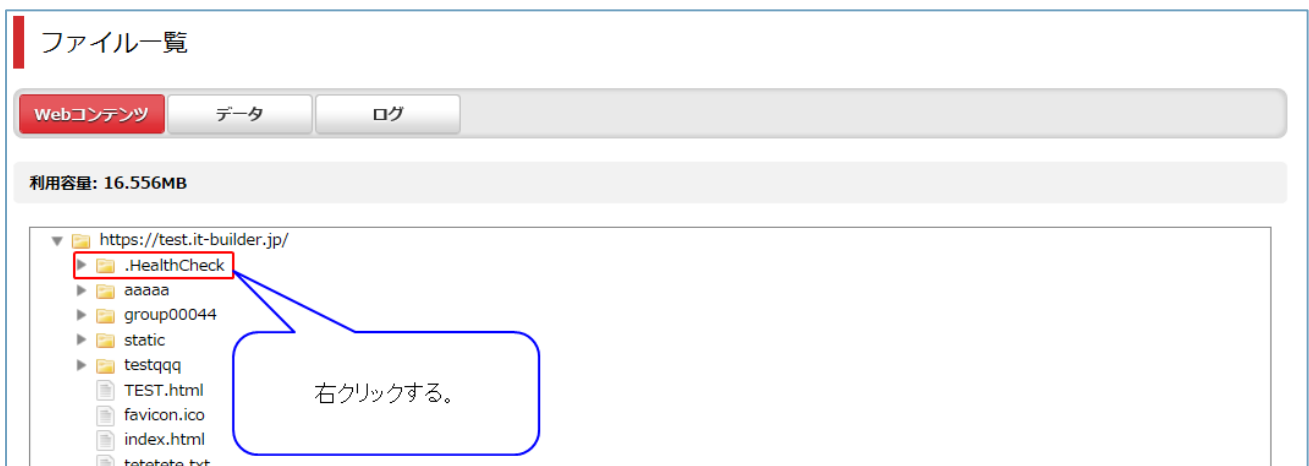 ファイル一覧
Webコンテンツ データ ログ
利用容量: 16.556MB
https://test.it-builder.jp/
.HealthCheck
aaaaa
group00044
static
testqqq
TEST.html
favicon.ico
index.html
tetetete.txt
右クリックする。